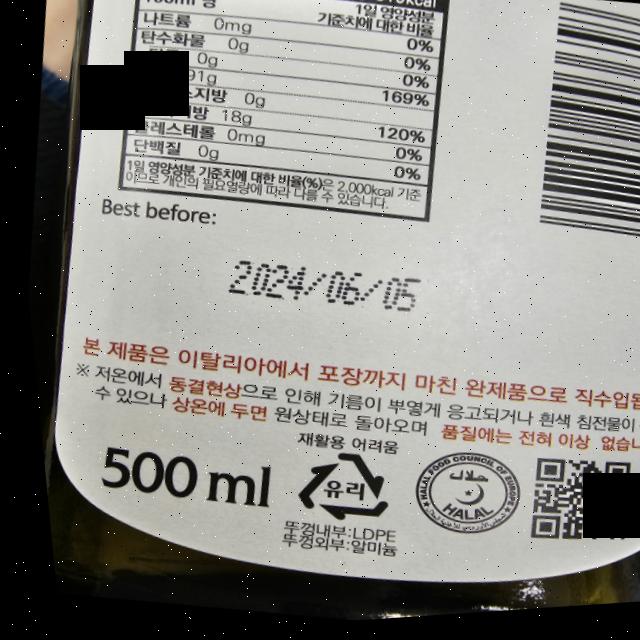 1일 영양성분
기준치에 대한 비율
나트륨 0mg 0%
탄수화물 0g 0%
0g 0%
91g 169%
지방 0g
18g 120%
콜레스테롤 0mg 0%
단백질 0g 0%
1일 영양성분 기준치에 대한 비율(%)은 2,000kcal 기준
이므로 개인의 필요열량에 따라 다를 수 있습니다.
Best before:
2024/06/05
본 제품은 이탈리아에서 포장까지 마친 완제품으로
※ 저온에서 동결현상으로 인해 기름이 뿌옇게 응고되거나 흰색 침전물이
수 있으나 상온에 두면 원상태로 돌아오며 품질에는 전혀 이상
재활용 어려움
500 ml
유리
HALAL FOOD COUNCIL OF EUROPE
حلال
HALAL
뚜껑내부:LDPE
뚜껑외부:알미늄